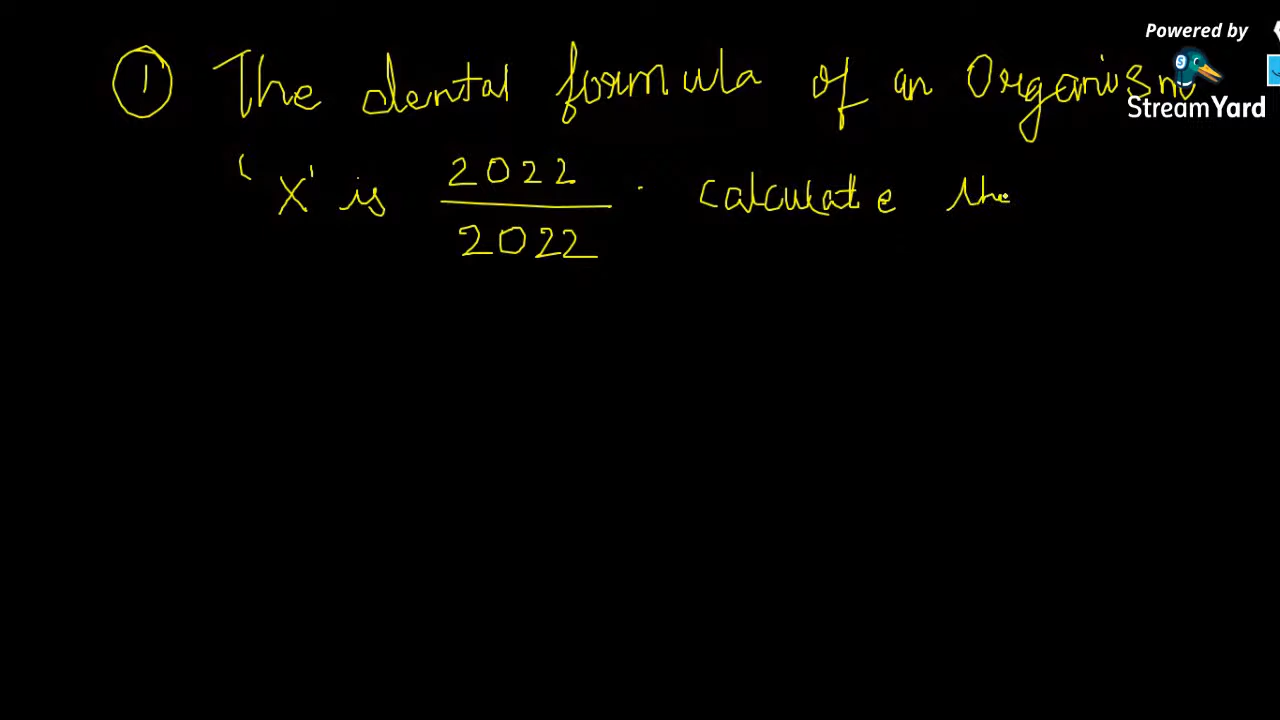 Powered by
StreamYard
① The dental formula of an Organism
'X' is 2022 . calculate the
2022